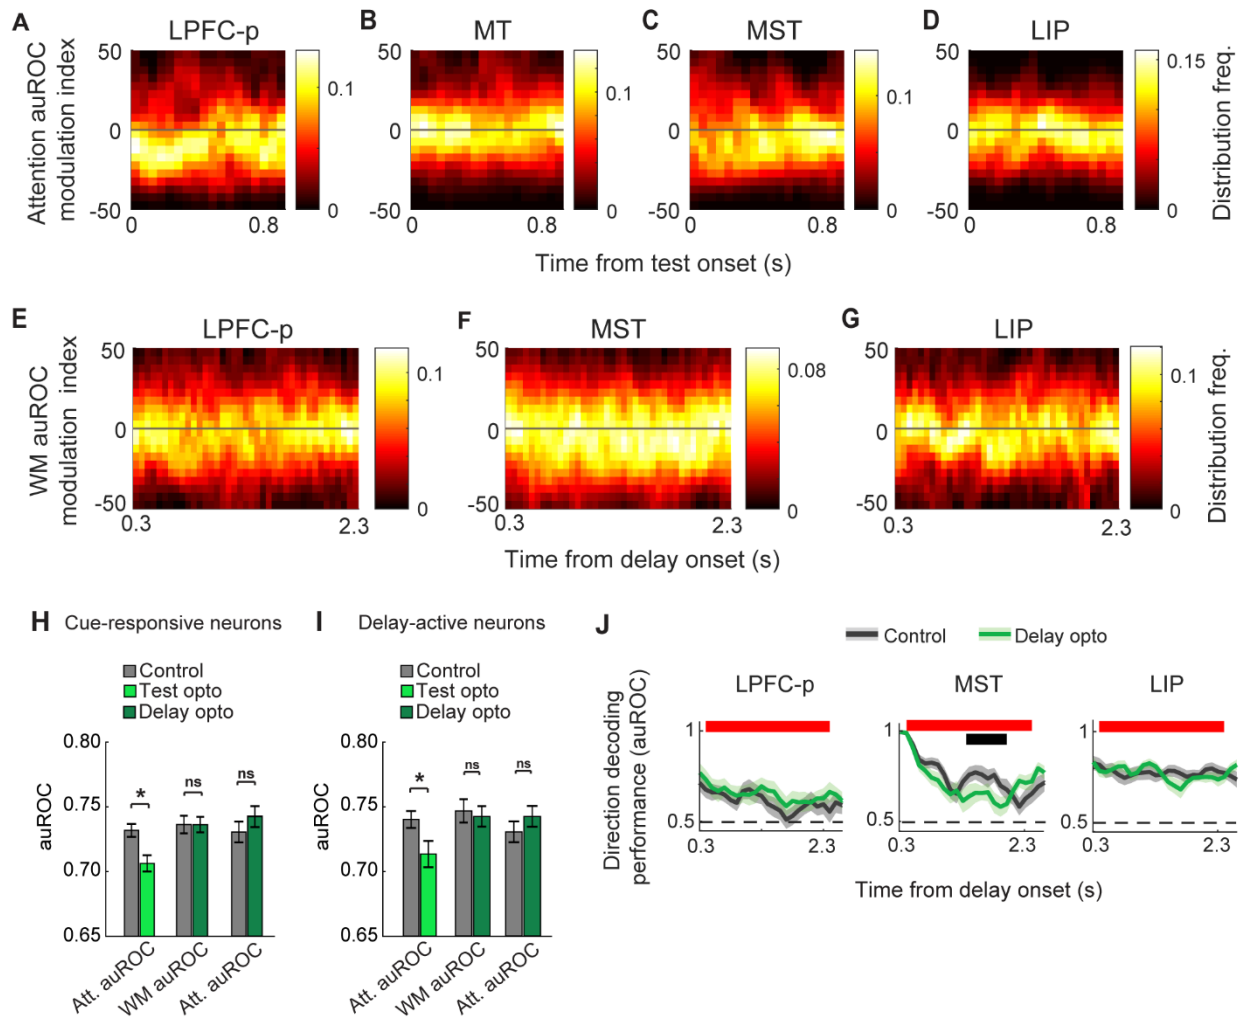 A LPFC-p
B MT
C MST
D LIP
Attention auROC
modulation index
50
0
-50
0 0.8
0.1
0
50
0
-50
0 0.8
0.1
0
50
0
-50
0 0.8
0.1
0
50
0
-50
0 0.8
0.15
0
Distribution freq.
Time from test onset (s)
E LPFC-p
F MST
G LIP
WM auROC
modulation index
50
0
-50
0.3 2.3
0.1
0
50
0
-50
0.3 2.3
0.08
0
50
0
-50
0.3 2.3
0.1
0
Distribution freq.
Time from delay onset (s)
H Cue-responsive neurons
Control
Test opto
Delay opto
auROC
0.80
0.75
0.70
0.65
* ns ns
Att. auROC
WM auROC
Att. auROC
I Delay-active neurons
Control
Test opto
Delay opto
auROC
0.80
0.75
0.70
0.65
* ns ns
Att. auROC
WM auROC
Att. auROC
J
Control Delay opto
LPFC-p MST LIP
Direction decoding
performance (auROC)
1
0.5
0.3 2.3
1
0.5
0.3 2.3
1
0.5
0.3 2.3
Time from delay onset (s)